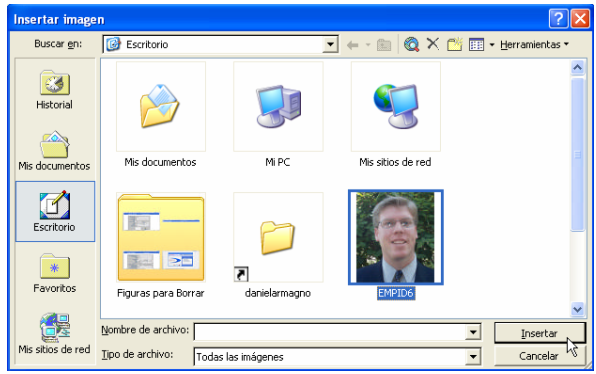 Insertar imagen
Buscar en: Escritorio Herramientas
Historial
Mis documentos
Escritorio
Favoritos
Mis sitios de red
Mis documentos Mi PC Mis sitios de red
Figuras para Borrar danielarmagno EMPID6
Nombre de archivo: Insertar
Tipo de archivo: Todas las imágenes Cancelar